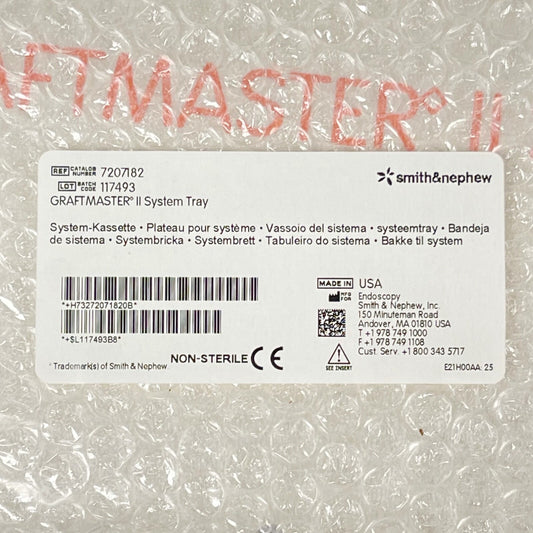 RAFTMASTER° II
REF CATALOG NUMBER 7207182
LOT BATCH CODE 117493
GRAFTMASTER° II System Tray
smith&nephew
System-Kassette • Plateau pour système • Vassoio del sistema • systeemtray • Bandeja
de sistema • Systembricka • Systembrett • Tabuleiro do sistema • Bakke til system
*+H73272071820B*
*+$L117493B8*
NON-STERILE CE
° Trademark(s) of Smith & Nephew.
MADE IN USA
MFG FOR Endoscopy
Smith & Nephew, Inc.
150 Minuteman Road
Andover, MA 01810 USA
T +1 978 749 1000
F +1 978 749 1108
Cust. Serv. +1 800 343 5717
SEE INSERT
E21H00AA: 25